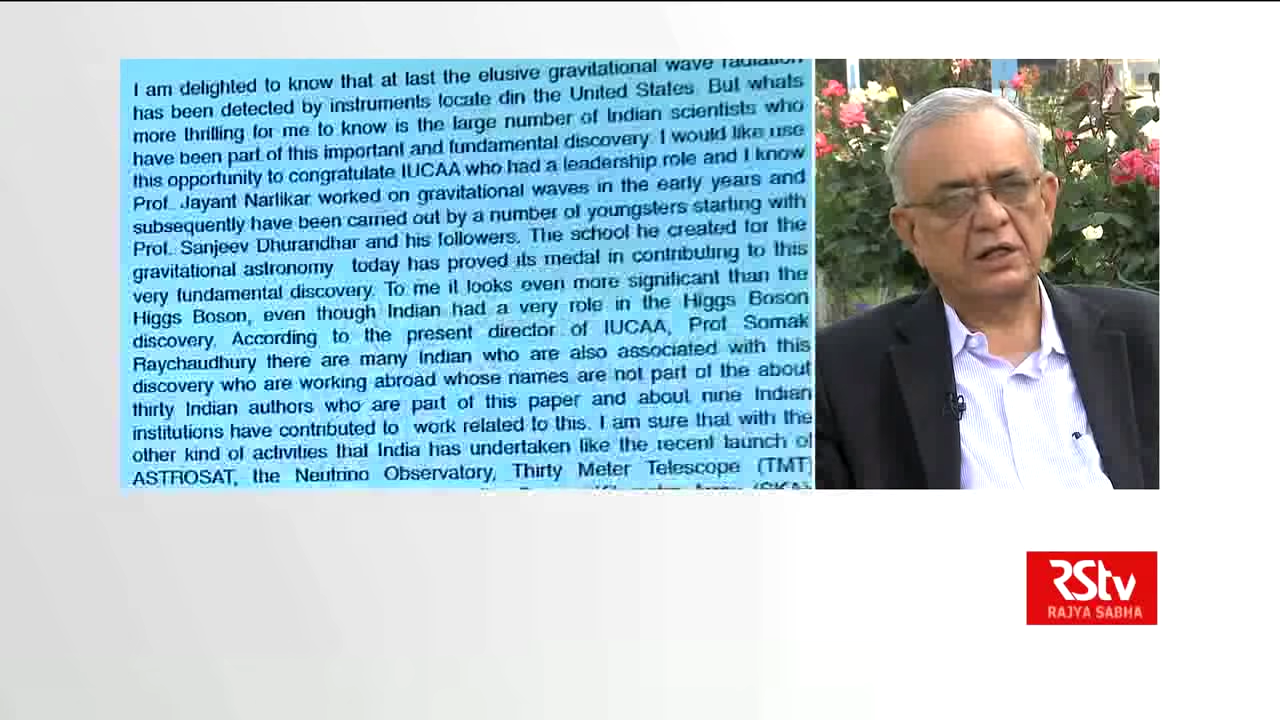 I am delighted to know that at last the elusive gravitational wave radiation
has been detected by instruments locate din the United States. But whats
more thrilling for me to know is the large number of Indian scientists who
have been part of this important and fundamental discovery. I would like use
this opportunity to congratulate IUCAA who had a leadership role and I know
Prof. Jayant Narlikar worked on gravitational waves in the early years and
subsequently have been carried out by a number of youngsters starting with
Prof. Sanjeev Dhurandhar and his followers. The school he created for the
gravitational astronomy today has proved its medal in contributing to this
very fundamental discovery. To me it looks even more significant than the
Higgs Boson, even though Indian had a very role in the Higgs Boson
discovery. According to the present director of IUCAA, Prof Somak
Raychaudhury there are many Indian who are also associated with this
discovery who are working abroad whose names are not part of the about
thirty Indian authors who are part of this paper and about nine Indian
institutions have contributed to work related to this. I am sure that with the
other kind of activities that India has undertaken like the recent launch of
ASTROSAT, the Neutrino Observatory, Thirty Meter Telescope (TMT)
(SKA)
RSTV
RAJYA SABHA